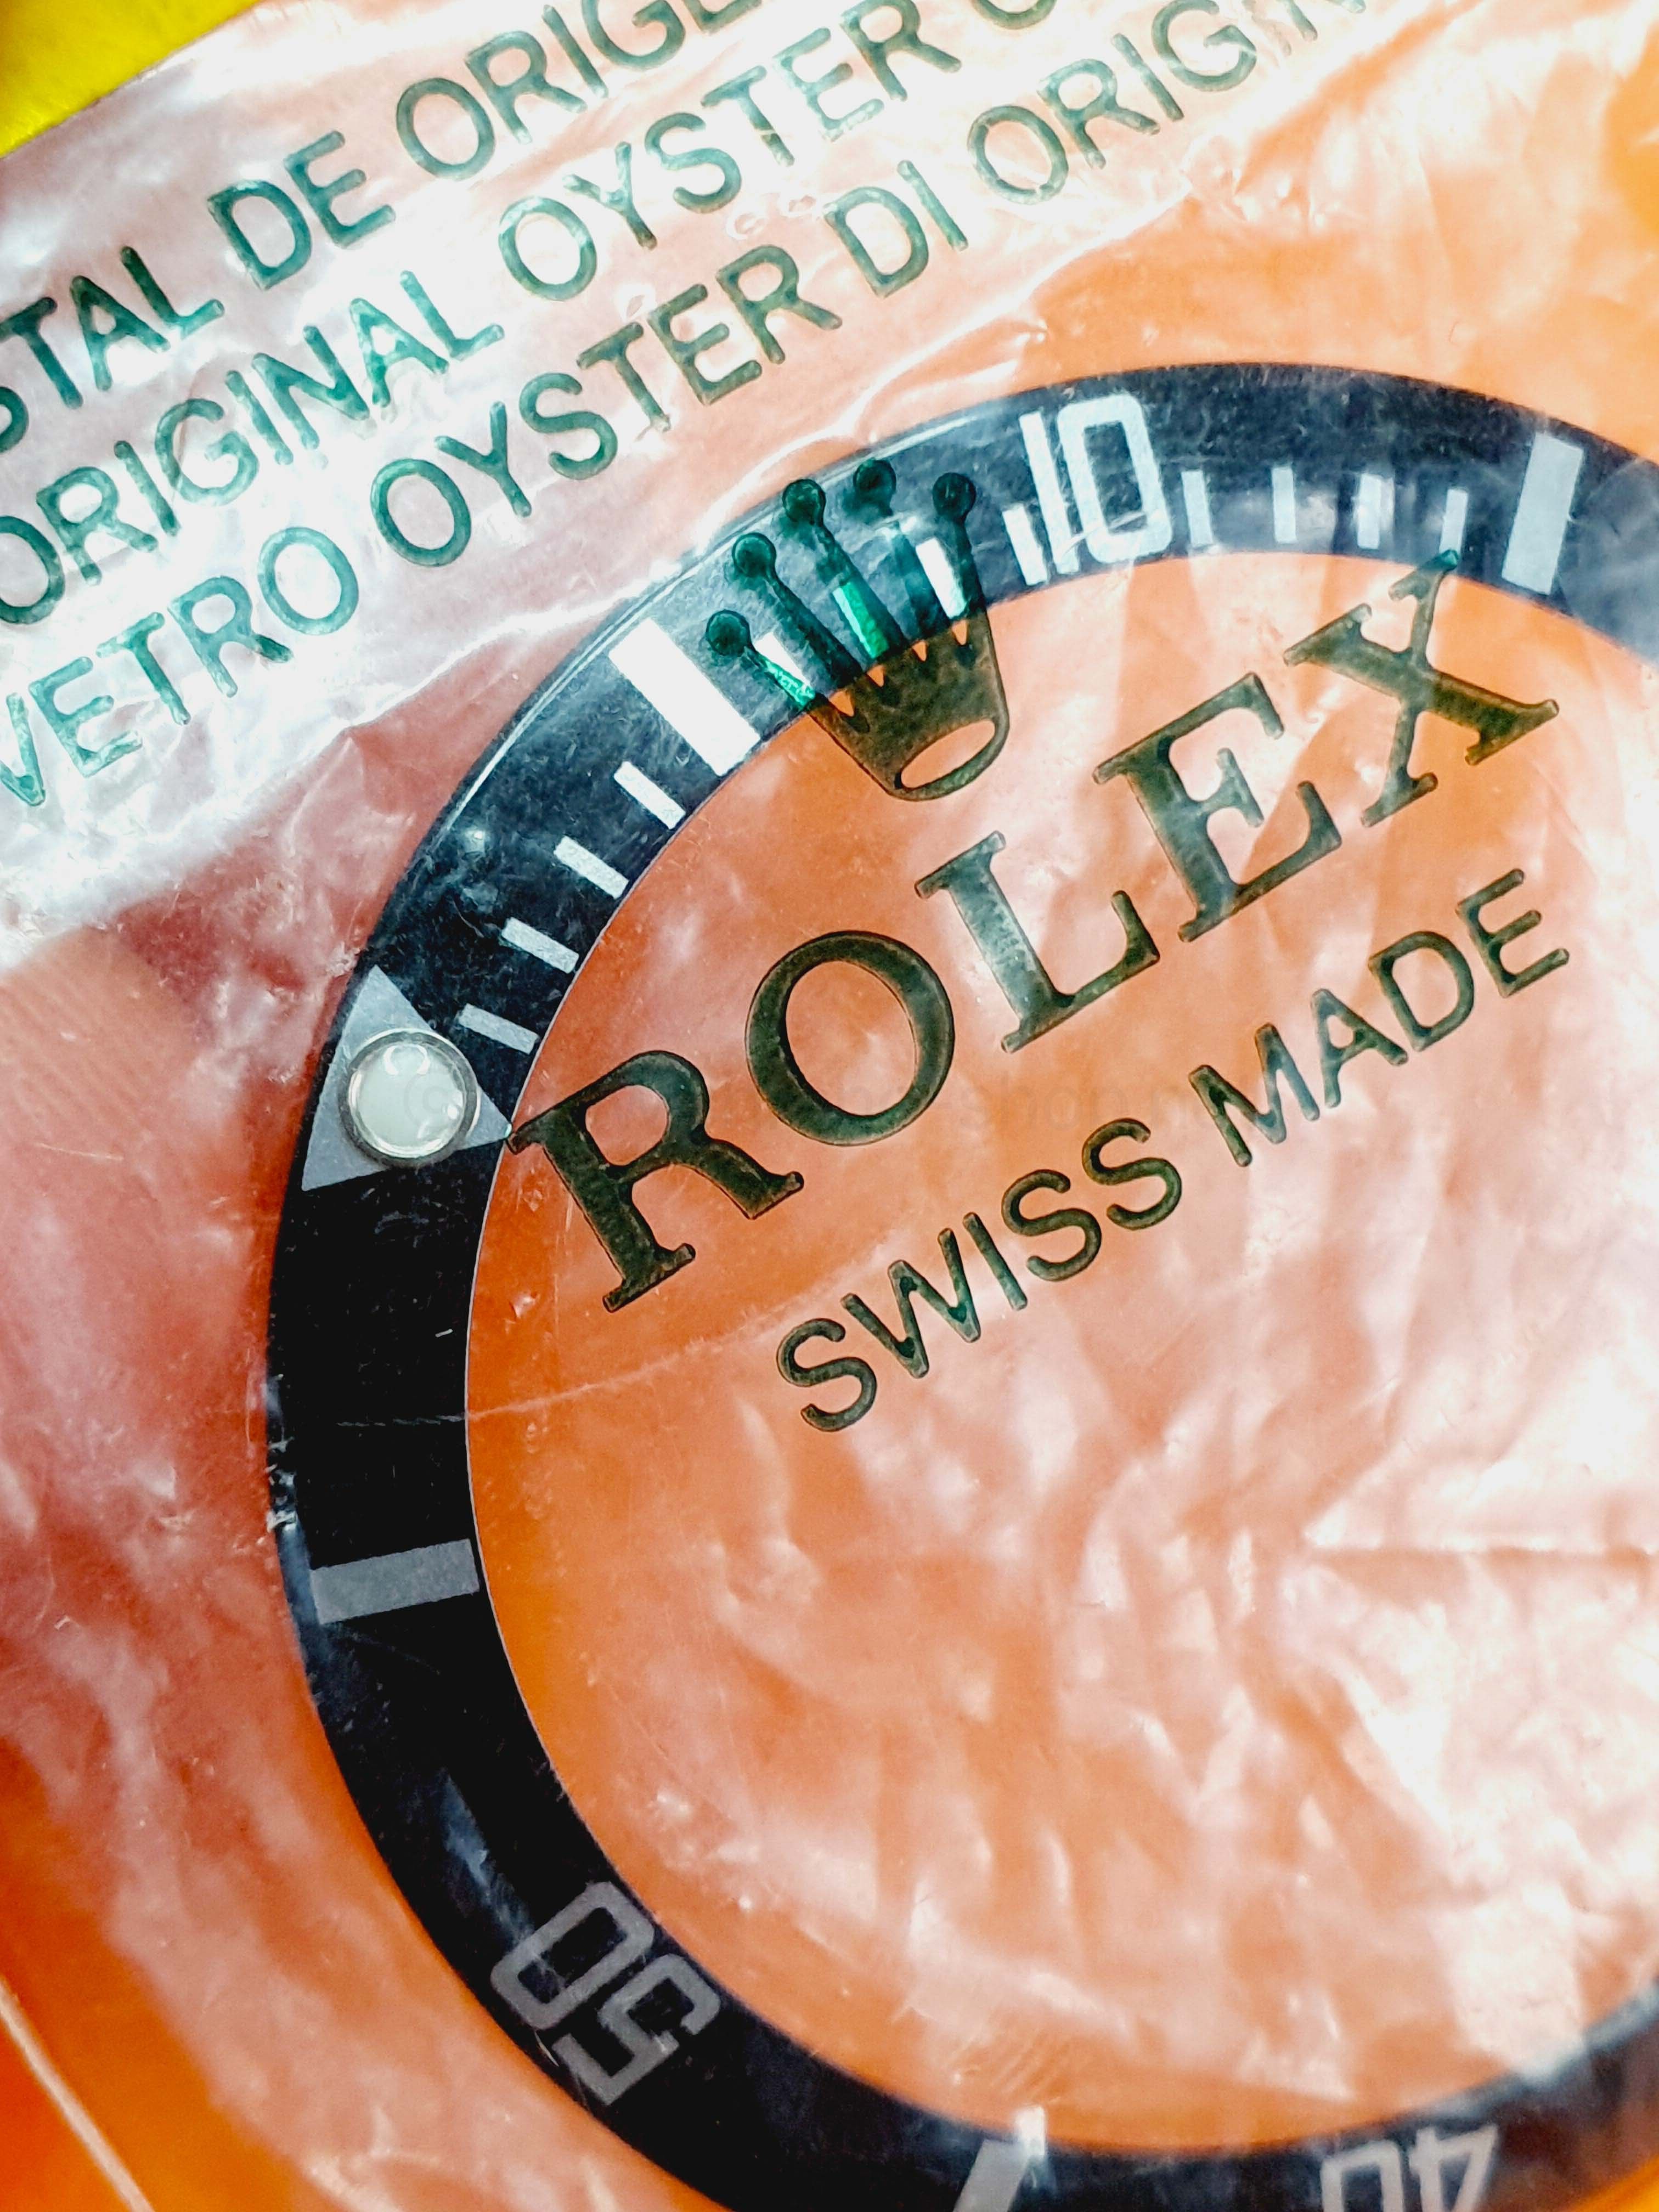 STAL DE ORIGE
ORIGINAL OYSTER C
VETRO OYSTER DI ORIGIN
10
ROLEX
SWISS MADE
50
40